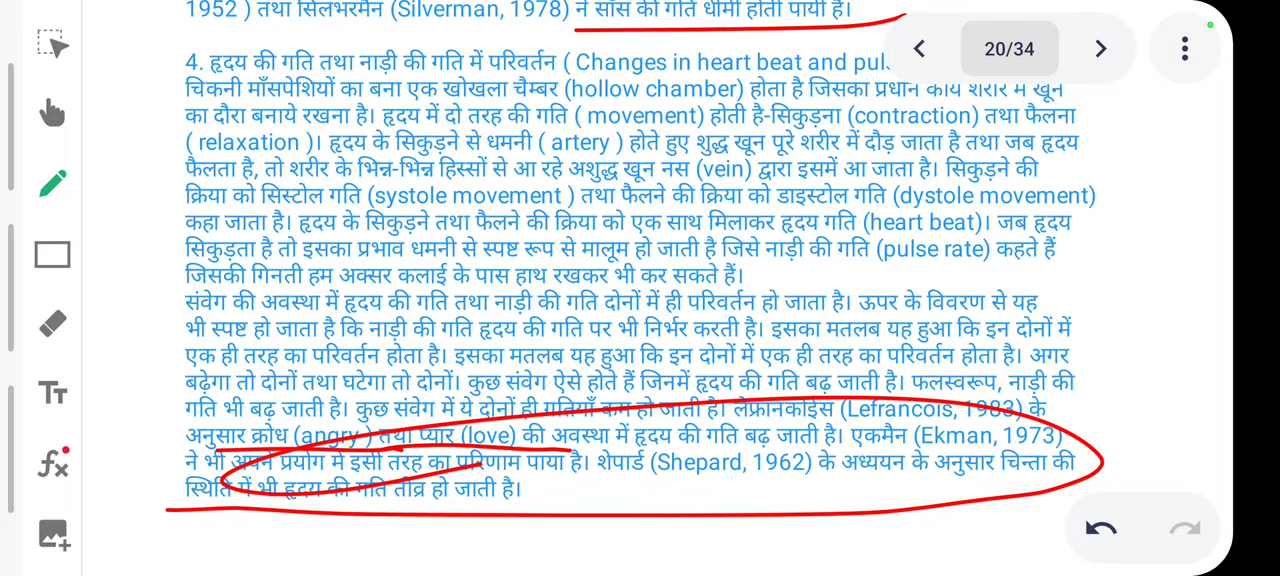 1952 ) तथा सिलभरमैन (Silverman, 1978) ने साँस की गति धीमी होती पायी है।
20/34
4. हृदय की गति तथा नाड़ी की गति में परिवर्तन ( Changes in heart beat and
चिकनी माँसपेशियों का बना एक खोखला चैम्बर (hollow chamber) होता है जिसका प्रधान कार्य शरीर में खून
का दौरा बनाये रखना है। हृदय में दो तरह की गति ( movement) होती है-सिकुड़ना (contraction) तथा फैलना
( relaxation )। हृदय के सिकुड़ने से धमनी ( artery ) होते हुए शुद्ध खून पूरे शरीर में दौड़ जाता है तथा जब हृदय
फैलता है, तो शरीर के भिन्न-भिन्न हिस्सों से आ रहे अशुद्ध खून नस (vein) द्वारा इसमें आ जाता है। सिकुड़ने की
क्रिया को सिस्टोल गति (systole movement ) तथा फैलने की क्रिया को डाइस्टोल गति (dystole movement)
कहा जाता है। हृदय के सिकुड़ने तथा फैलने की क्रिया को एक साथ मिलाकर हृदय गति (heart beat)। जब हृदय
सिकुड़ता है तो इसका प्रभाव धमनी से स्पष्ट रूप से मालूम हो जाती है जिसे नाड़ी की गति (pulse rate) कहते हैं
जिसकी गिनती हम अक्सर कलाई के पास हाथ रखकर भी कर सकते हैं।
संवेग की अवस्था में हृदय की गति तथा नाड़ी की गति दोनों में ही परिवर्तन हो जाता है। ऊपर के विवरण से यह
भी स्पष्ट हो जाता है कि नाड़ी की गति हृदय की गति पर भी निर्भर करती है। इसका मतलब यह हुआ कि इन दोनों में
एक ही तरह का परिवर्तन होता है। इसका मतलब यह हुआ कि इन दोनों में एक ही तरह का परिवर्तन होता है। अगर
बढ़ेगा तो दोनों तथा घटेगा तो दोनों। कुछ संवेग ऐसे होते हैं जिनमें हृदय की गति बढ़ जाती है। फलस्वरूप, नाड़ी की
गति भी बढ़ जाती है। कुछ संवेग में ये दोनों ही गतियाँ कम हो जाती है। लेफ्रानकोईस (Lefrancois, 1983) के
अनुसार क्रोध (angry ) तथा प्यार (love) की अवस्था में हृदय की गति बढ़ जाती है। एकमैन (Ekman, 1973)
ने भी अपने प्रयोग में इसी तरह का परिणाम पाया है। शेपार्ड (Shepard, 1962) के अध्ययन के अनुसार चिन्ता की
स्थिति में भी हृदय की गति तीव्र हो जाती है।
Tт
fx